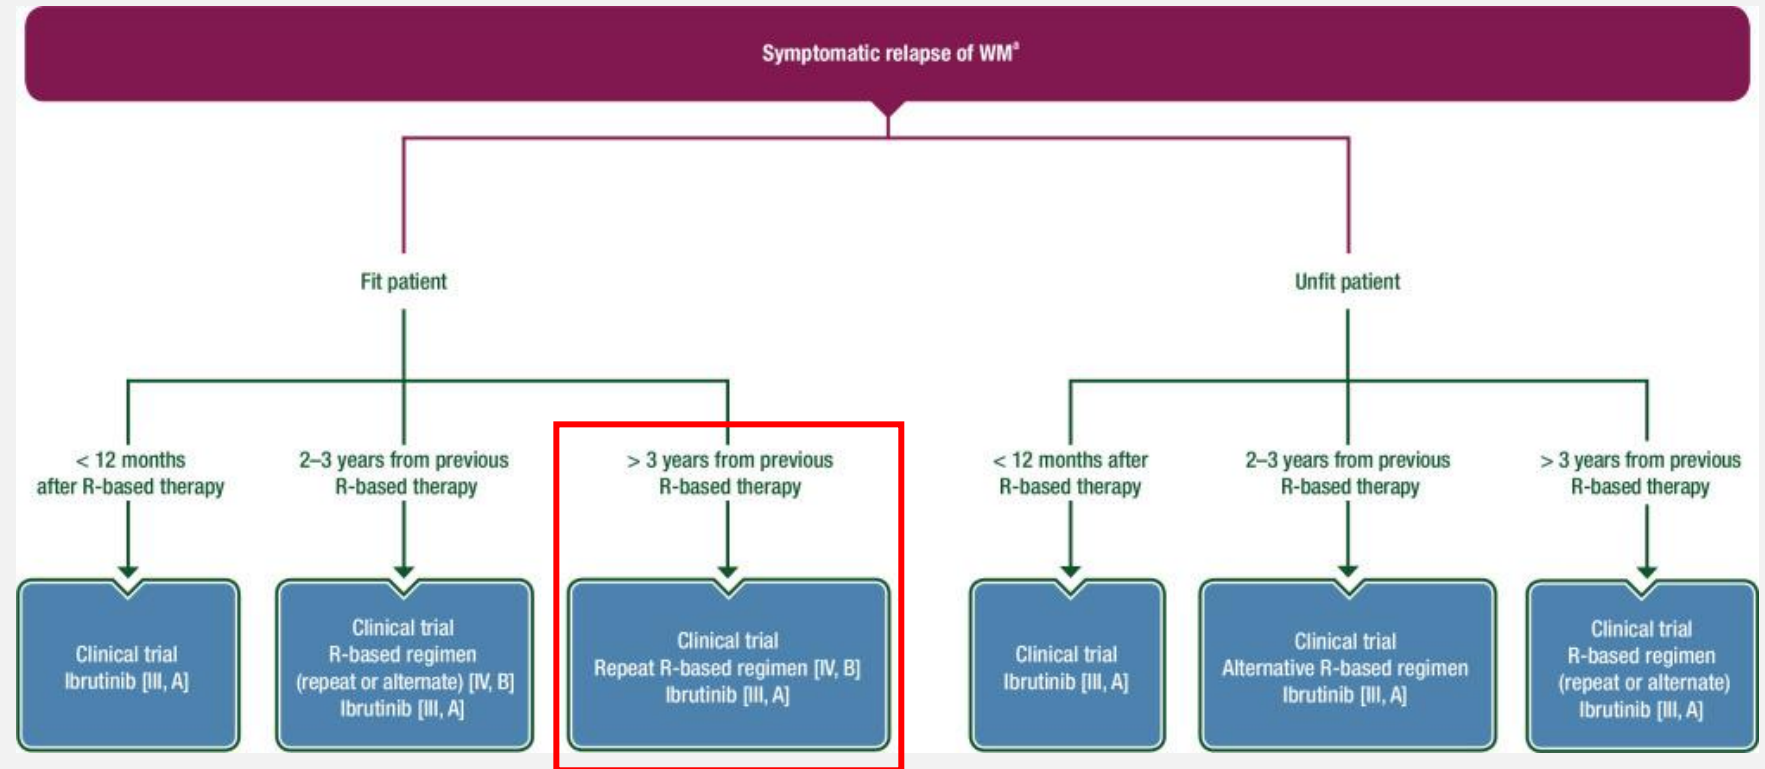 Symptomatic relapse of WMª
Fit patient
Unfit patient
< 12 months
after R-based therapy
2–3 years from previous
R-based therapy
> 3 years from previous
R-based therapy
< 12 months after
R-based therapy
2–3 years from previous
R-based therapy
> 3 years from previous
R-based therapy
Clinical trial
Ibrutinib [III, A]
Clinical trial
R-based regimen
(repeat or alternate) [IV, B]
Ibrutinib [III, A]
Clinical trial
Repeat R-based regimen [IV, B]
Ibrutinib [III, A]
Clinical trial
Ibrutinib [III, A]
Clinical trial
Alternative R-based regimen
Ibrutinib [III, A]
Clinical trial
R-based regimen
(repeat or alternate)
Ibrutinib [III, A]